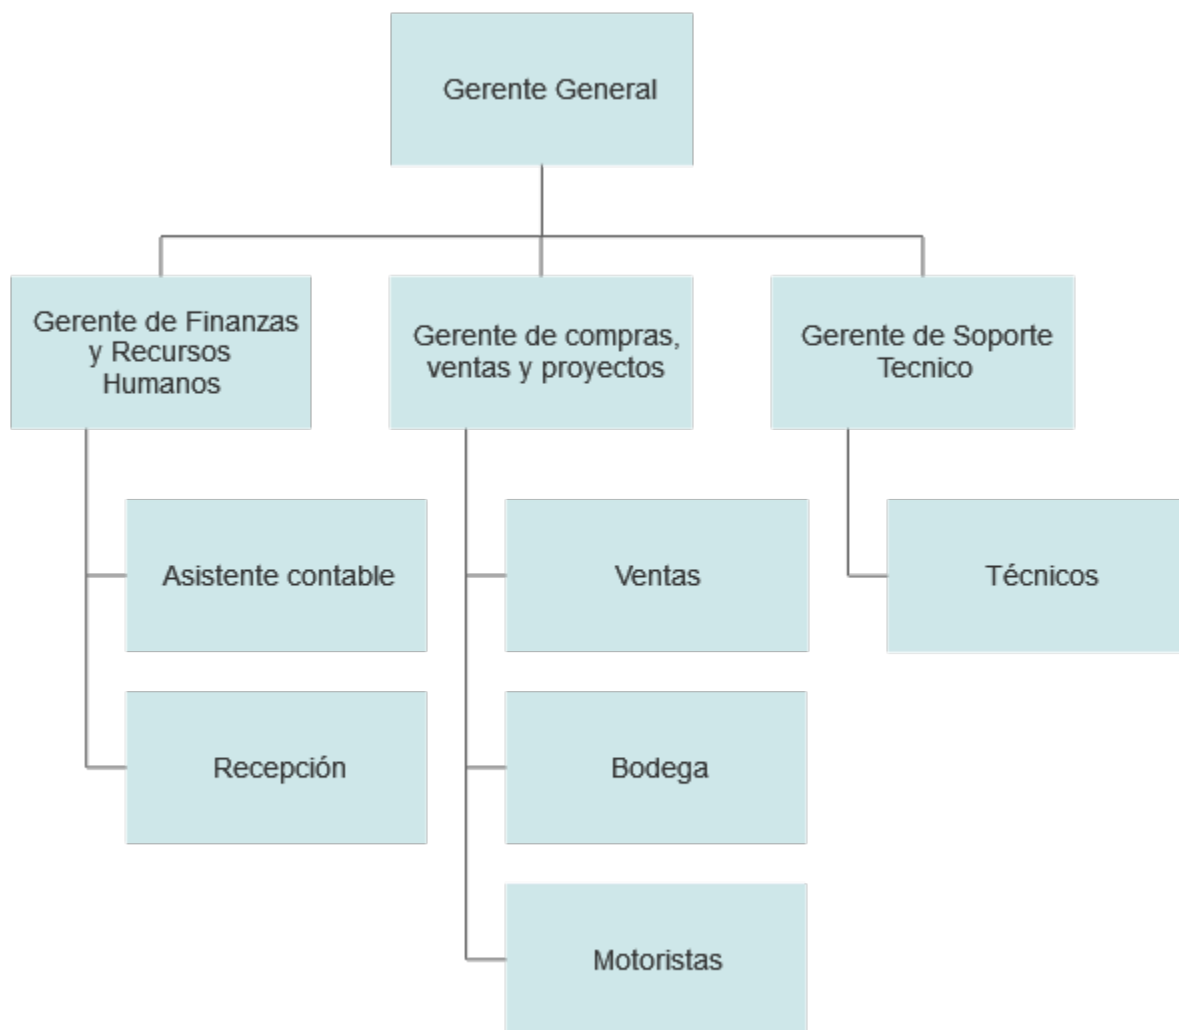 Gerente General
Gerente de Finanzas
y Recursos
Humanos
Gerente de compras,
ventas y proyectos
Gerente de Soporte
Tecnico
Asistente contable
Ventas
Técnicos
Recepción
Bodega
Motoristas